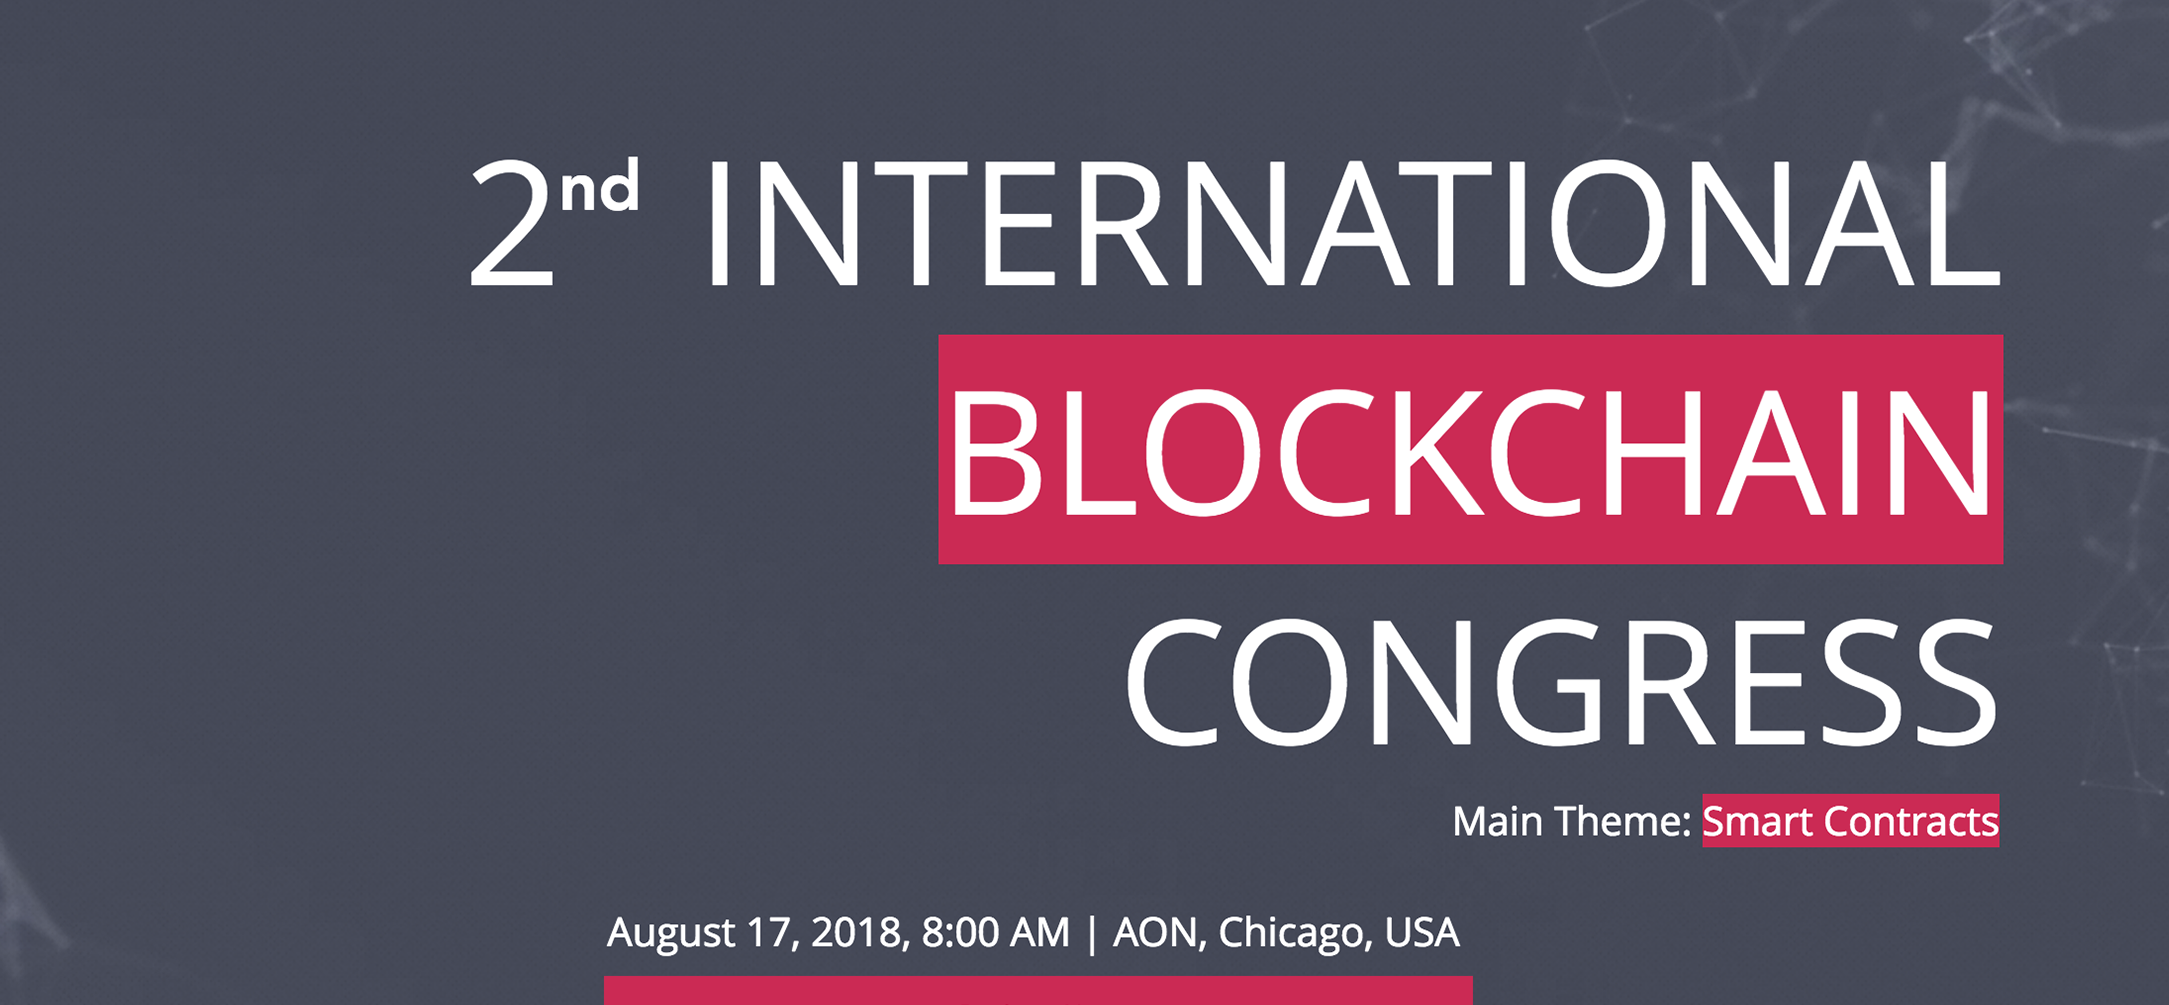 2nd INTERNATIONAL
BLOCKCHAIN
CONGRESS
Main Theme: Smart Contracts
August 17, 2018, 8:00 AM | AON, Chicago, USA